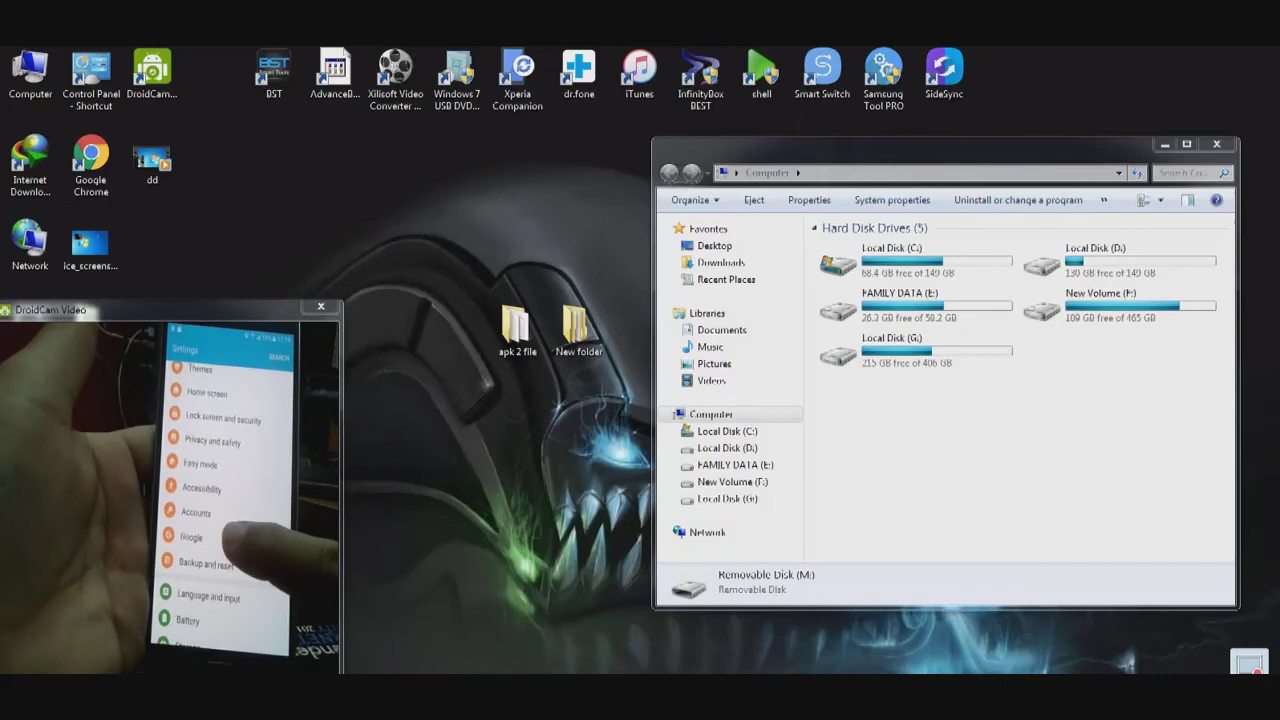 Computer
Control Panel
- Shortcut
DroidCam...
BST
BST
AdvanceB...
Xilisoft Video
Converter ...
Windows 7
USB DVD...
Xperia
Companion
dr.fone
iTunes
InfinityBox
BEST
shell
Smart Switch
Samsung
Tool PRO
SideSync
Internet
Downlo...
Google
Chrome
dd
Network
ice_screens...
apk 2 file
New folder
DroidCam Video
Settings
SEARCH
Themes
Home screen
Lock screen and security
Privacy and safety
Easy mode
Accessibility
Accounts
Google
Backup and reset
Language and input
Battery
Computer
Search Co...
Organize
Eject
Properties
System properties
Uninstall or change a program
»
Favorites
Desktop
Downloads
Recent Places
Libraries
Documents
Music
Pictures
Videos
Computer
Local Disk (C:)
Local Disk (D:)
FAMILY DATA (E:)
New Volume (F:)
Local Disk (G:)
Network
Hard Disk Drives (5)
Local Disk (C:)
68.4 GB free of 149 GB
Local Disk (D:)
130 GB free of 149 GB
FAMILY DATA (E:)
26.3 GB free of 58.2 GB
New Volume (F:)
109 GB free of 465 GB
Local Disk (G:)
215 GB free of 406 GB
Removable Disk (M:)
Removable Disk